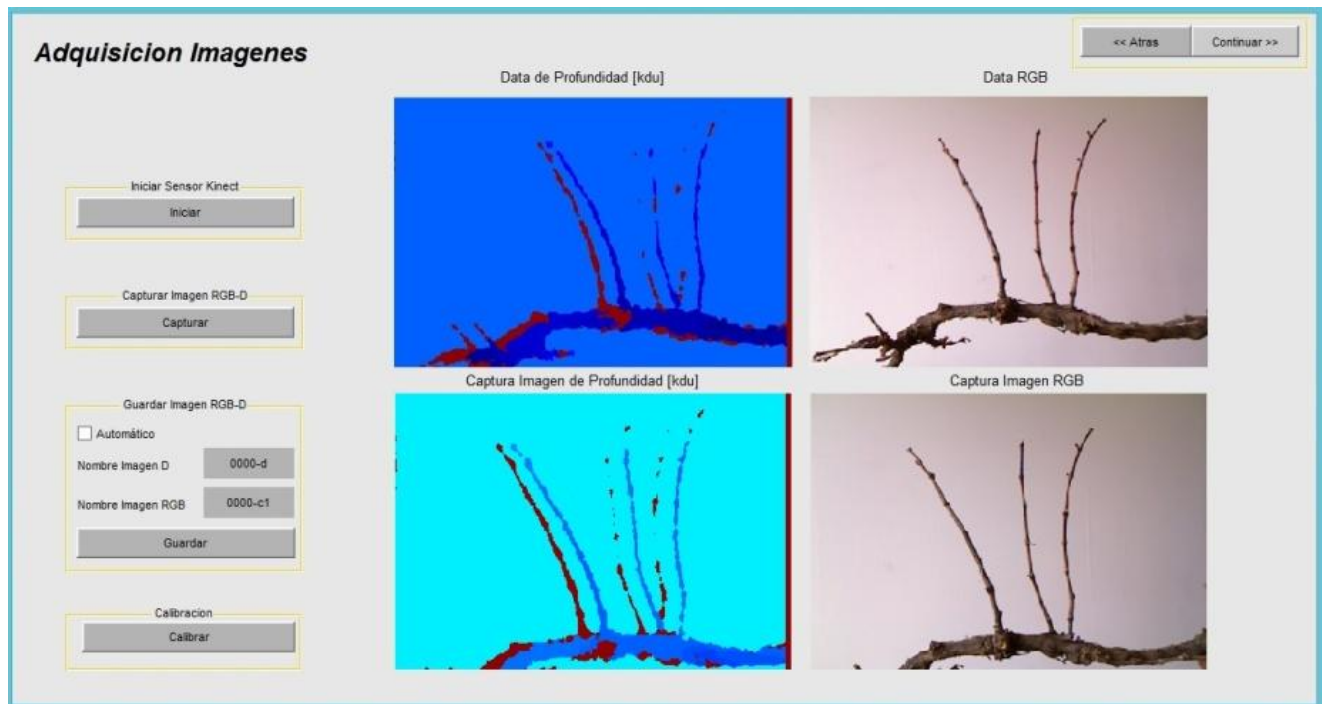 Adquisicion Imagenes
<< Atras
Continuar >>
Data de Profundidad [kdu]
Data RGB
Iniciar Sensor Kinect
Iniciar
Capturar Imagen RGB-D
Capturar
Captura Imagen de Profundidad [kdu]
Captura Imagen RGB
Guardar Imagen RGB-D
Automático
Nombre Imagen D
0000-d
Nombre Imagen RGB
0000-c1
Guardar
Calibracion
Calibrar